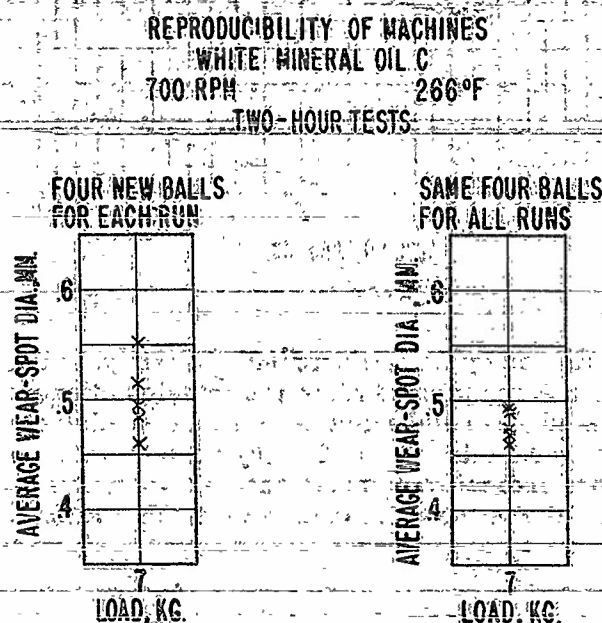 REPRODUCIBILITY OF MACHINES
WHITE MINERAL OIL C
700 RPM 266°F
TWO-HOUR TESTS
FOUR NEW BALLS
FOR EACH RUN
AVERAGE WEAR-SPOT DIA. MM.
.6
.5
.4
7
LOAD, KG.
SAME FOUR BALLS
FOR ALL RUNS
AVERAGE WEAR-SPOT DIA., MM.
.6
.5
.4
7
LOAD, KG.